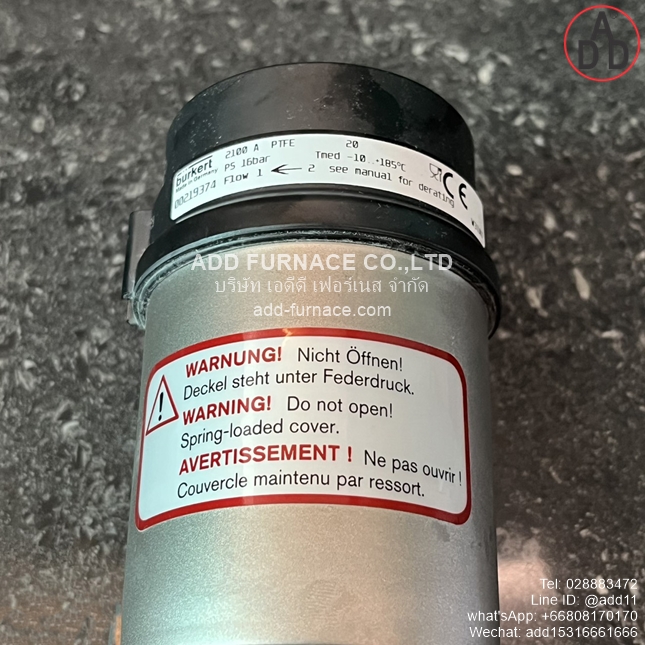 ADD
bürkert
Made in Germany
00219374
2100 A PTFE 20
PS 16bar Tmed -10..+185°C
Flow 1 ← 2 see manual for derating
CE
ADD FURNACE CO.,LTD
บริษัท เอดีดี เฟอร์เนส จำกัด
add-furnace.com
WARNUNG! Nicht Öffnen!
Deckel steht unter Federdruck.
WARNING! Do not open!
Spring-loaded cover.
AVERTISSEMENT ! Ne pas ouvrir !
Couvercle maintenu par ressort.
Tel: 028883472
Line ID: @add11
what'sApp: +66808170170
Wechat: add15316661666